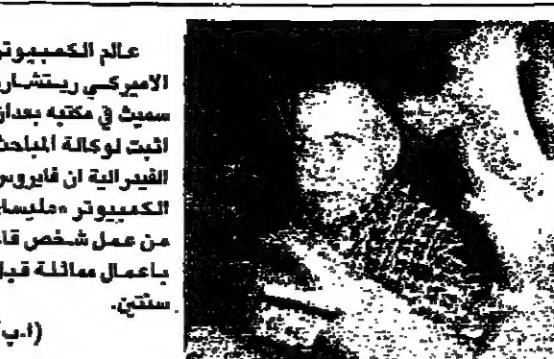 عالم الكمبيوتر
الاميركي ريتشارد
سميث في مكتبه بعدان
اثبت لوكالة المباحث
الفيدرالية ان فايروس
الكمبيوتر «مليسا»
من عمل شخص قام
باعمال مماثلة قبل
سنتين.
(ا.ب)